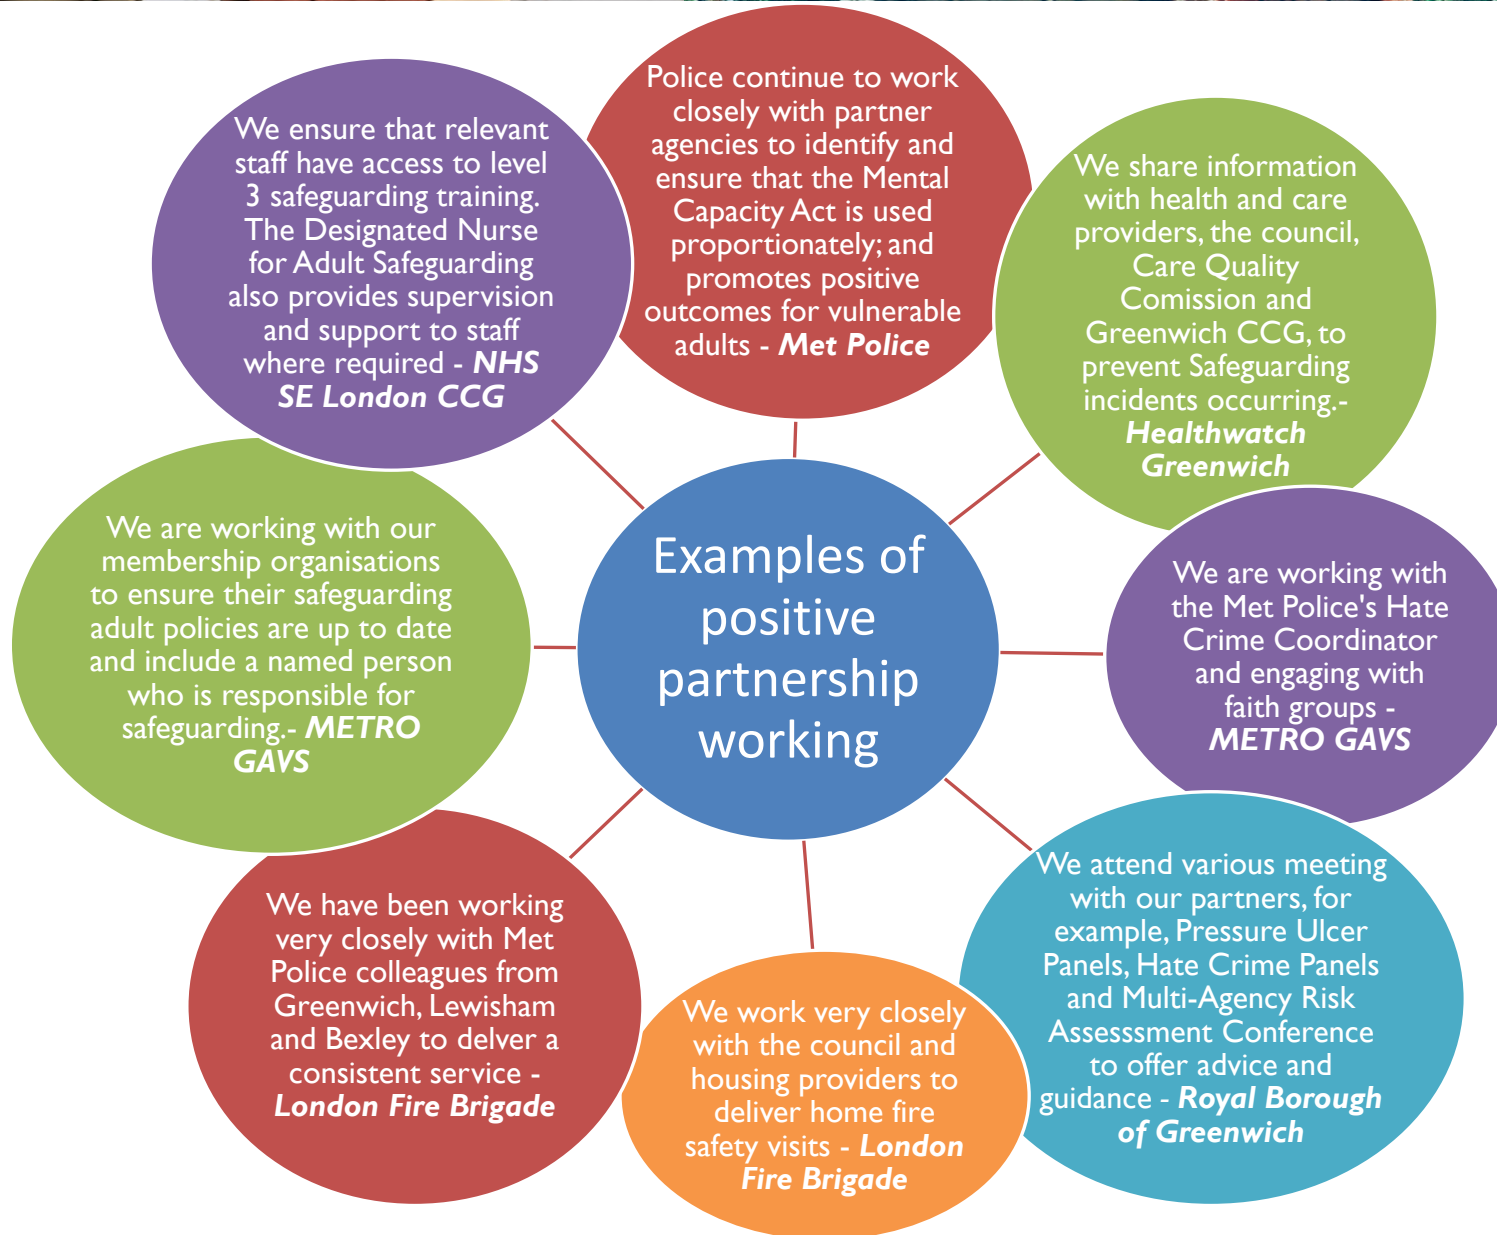 Police continue to work
closely with partner
agencies to identify and
ensure that the Mental
Capacity Act is used
proportionately; and
promotes positive
outcomes for vulnerable
adults - Met Police
We share information
with health and care
providers, the council,
Care Quality
Comission and
Greenwich CCG, to
prevent Safeguarding
incidents occurring.-
Healthwatch
Greenwich
We are working with
the Met Police's Hate
Crime Coordinator
and engaging with
faith groups -
METRO GAVS
We attend various meeting
with our partners, for
example, Pressure Ulcer
Panels, Hate Crime Panels
and Multi-Agency Risk
Assesssment Conference
to offer advice and
guidance - Royal Borough
of Greenwich
We work very closely
with the council and
housing providers to
deliver home fire
safety visits - London
Fire Brigade
We have been working
very closely with Met
Police colleagues from
Greenwich, Lewisham
and Bexley to delver a
consistent service -
London Fire Brigade
We are working with our
membership organisations
to ensure their safeguarding
adult policies are up to date
and include a named person
who is responsible for
safeguarding.- METRO
GAVS
We ensure that relevant
staff have access to level
3 safeguarding training.
The Designated Nurse
for Adult Safeguarding
also provides supervision
and support to staff
where required - NHS
SE London CCG
Examples of
positive
partnership
working